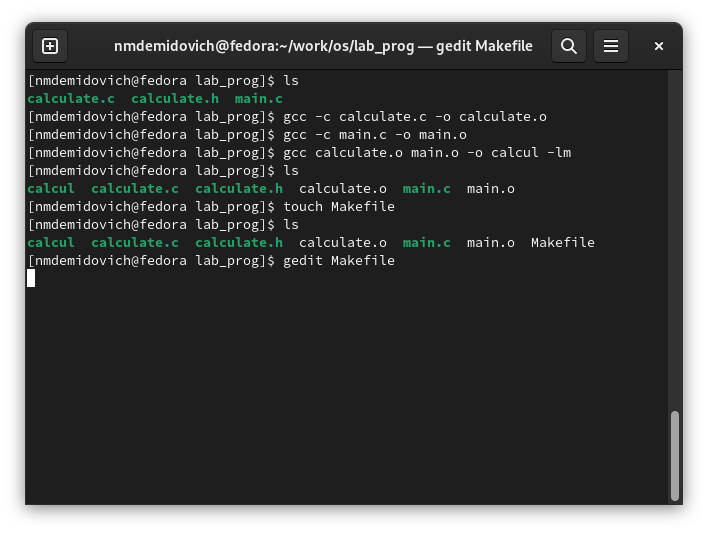 nmdemidovich@fedora:~/work/os/lab_prog — gedit Makefile
[nmdemidovich@fedora lab_prog]$ ls
calculate.c  calculate.h  main.c
[nmdemidovich@fedora lab_prog]$ gcc -c calculate.c -o calculate.o
[nmdemidovich@fedora lab_prog]$ gcc -c main.c -o main.o
[nmdemidovich@fedora lab_prog]$ gcc calculate.o main.o -o calcul -lm
[nmdemidovich@fedora lab_prog]$ ls
calcul  calculate.c  calculate.h  calculate.o  main.c  main.o
[nmdemidovich@fedora lab_prog]$ touch Makefile
[nmdemidovich@fedora lab_prog]$ ls
calcul  calculate.c  calculate.h  calculate.o  main.c  main.o  Makefile
[nmdemidovich@fedora lab_prog]$ gedit Makefile